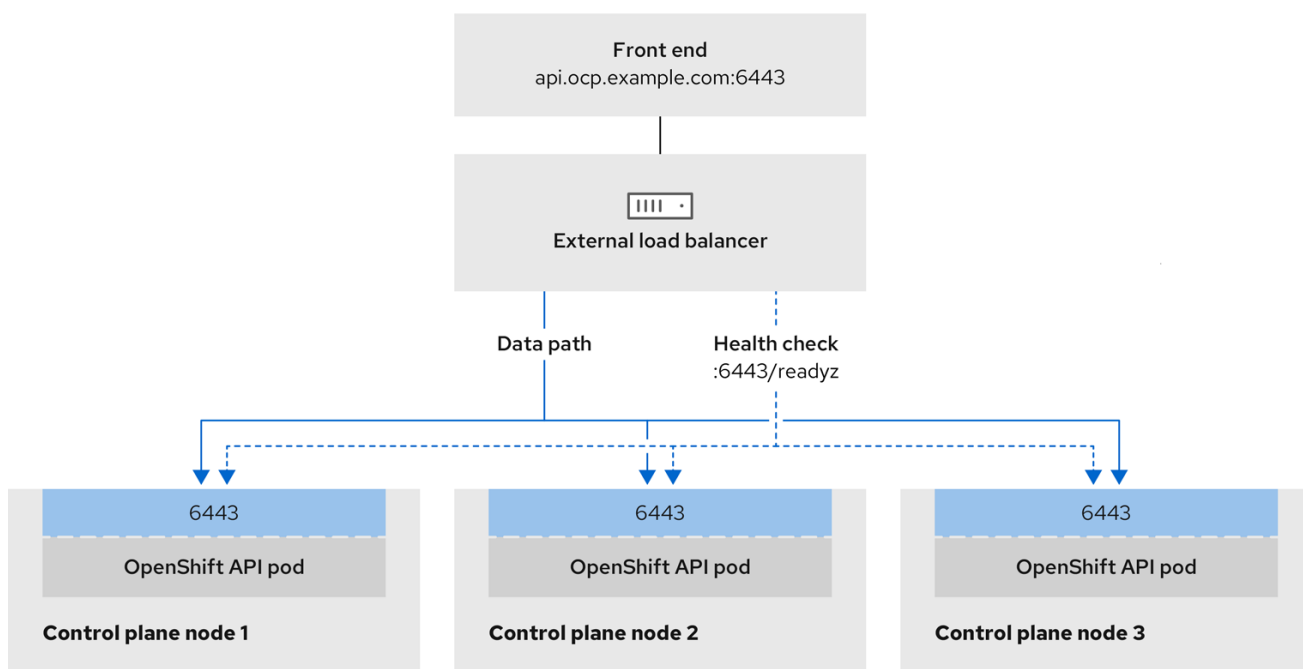 Front end
api.ocp.example.com:6443
External load balancer
Data path
Health check
:6443/readyz
6443
6443
6443
OpenShift API pod
OpenShift API pod
OpenShift API pod
Control plane node 1
Control plane node 2
Control plane node 3